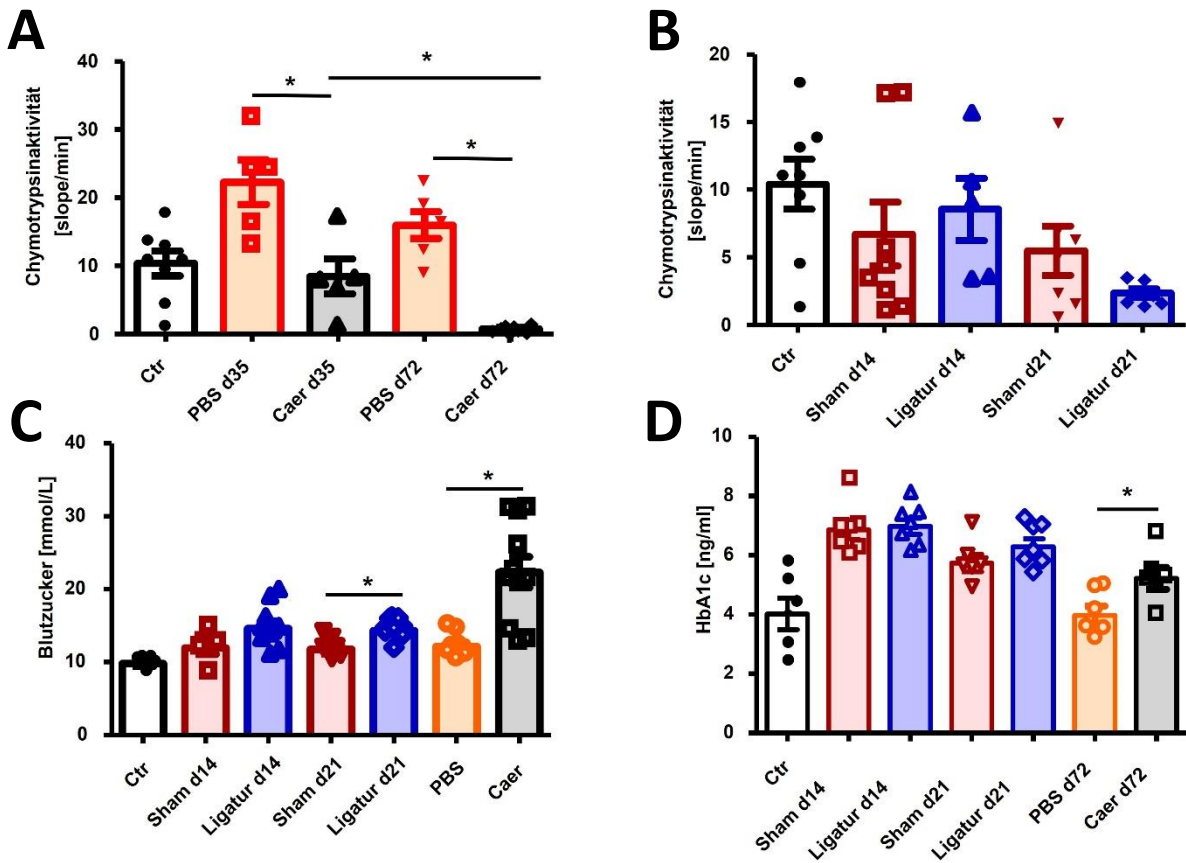 A
Chymotrypsinaktivität
[slope/min]
40
30
20
10
0
*
*
*
Ctr
PBS d35
Caer d35
PBS d72
Caer d72
B
Chymotrypsinaktivität
[slope/min]
20
15
10
5
0
Ctr
Sham d14
Ligatur d14
Sham d21
Ligatur d21
C
Blutzucker [mmol/L]
40
30
20
10
0
*
*
Ctr
Sham d14
Ligatur d14
Sham d21
Ligatur d21
PBS
Caer
D
HbA1c [ng/ml]
10
8
6
4
2
0
*
Ctr
Sham d14
Ligatur d14
Sham d21
Ligatur d21
PBS d72
Caer d72